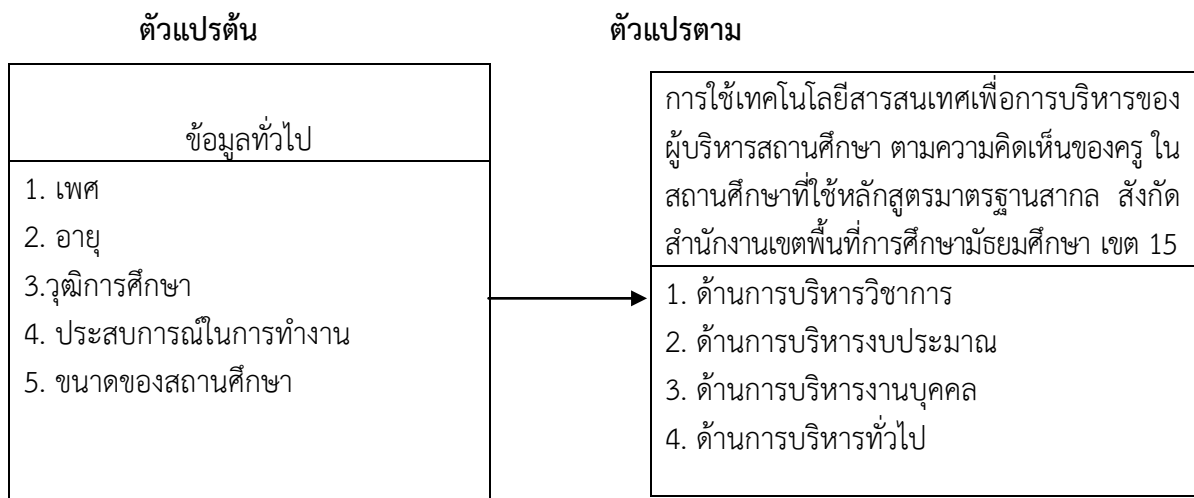 ตัวแปรต้น
ตัวแปรตาม
ข้อมูลทั่วไป
1. เพศ
2. อายุ
3.วุฒิการศึกษา
4. ประสบการณ์ในการทำงาน
5. ขนาดของสถานศึกษา
การใช้เทคโนโลยีสารสนเทศเพื่อการบริหารของ
ผู้บริหารสถานศึกษา ตามความคิดเห็นของครู ใน
สถานศึกษาที่ใช้หลักสูตรมาตรฐานสากล สังกัด
สำนักงานเขตพื้นที่การศึกษามัธยมศึกษา เขต 15
1. ด้านการบริหารวิชาการ
2. ด้านการบริหารงบประมาณ
3. ด้านการบริหารงานบุคคล
4. ด้านการบริหารทั่วไป